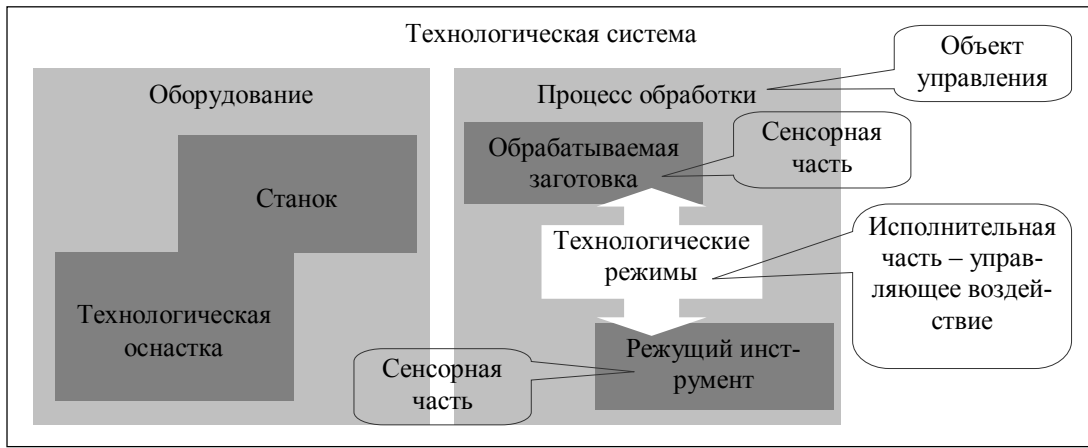 Технологическая система
Оборудование
Станок
Технологическая
оснастка
Процесс обработки
Объект
управления
Обрабатываемая
заготовка
Сенсорная
часть
Технологические
режимы
Исполнительная
часть – управ-
ляющее воздей-
ствие
Режущий инст-
румент
Сенсорная
часть